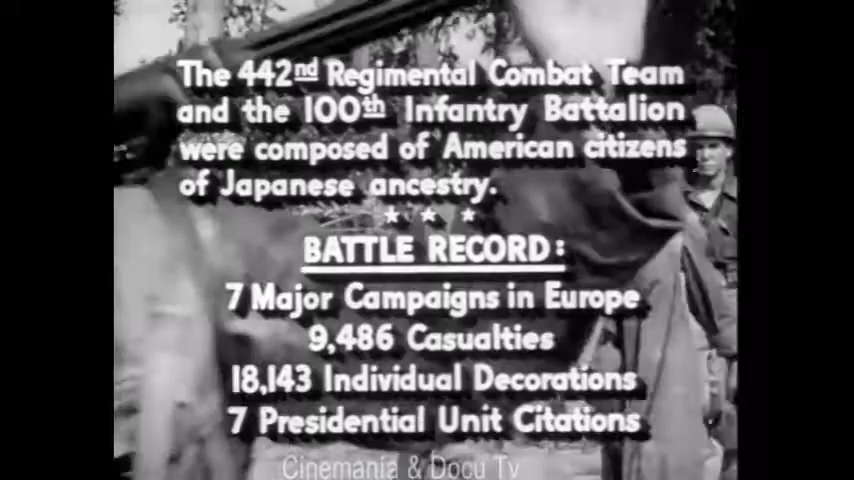 The 442nd Regimental Combat Team
and the 100th Infantry Battalion
were composed of American citizens
of Japanese ancestry.
★ ★ ★
BATTLE RECORD:
7 Major Campaigns in Europe
9,486 Casualties
18,143 Individual Decorations
7 Presidential Unit Citations
Cinemania & Docu Tv